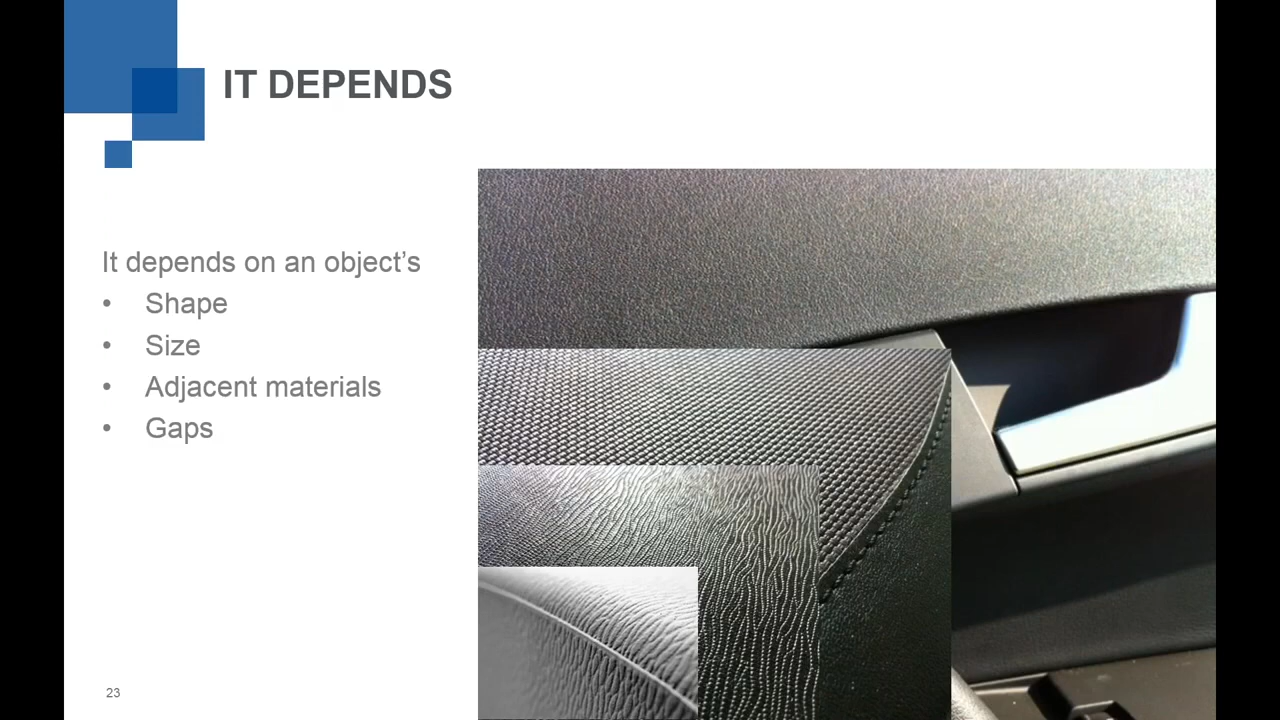 IT DEPENDS
It depends on an object’s
• Shape
• Size
• Adjacent materials
• Gaps
23